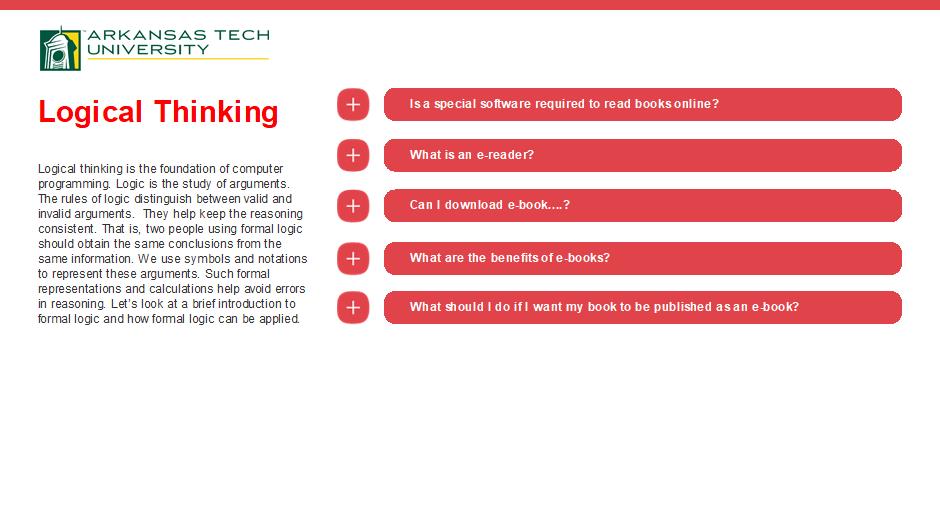 ARKANSAS TECH
UNIVERSITY
Logical Thinking
Logical thinking is the foundation of computer
programming. Logic is the study of arguments.
The rules of logic distinguish between valid and
invalid arguments. They help keep the reasoning
consistent. That is, two people using formal logic
should obtain the same conclusions from the
same information. We use symbols and notations
to represent these arguments. Such formal
representations and calculations help avoid errors
in reasoning. Let's look at a brief introduction to
formal logic and how formal logic can be applied.
Is a special software required to read books online?
What is an e-reader?
Can I download e-book....?
What are the benefits of e-books?
What should I do if I want my book to be published as an e-book?